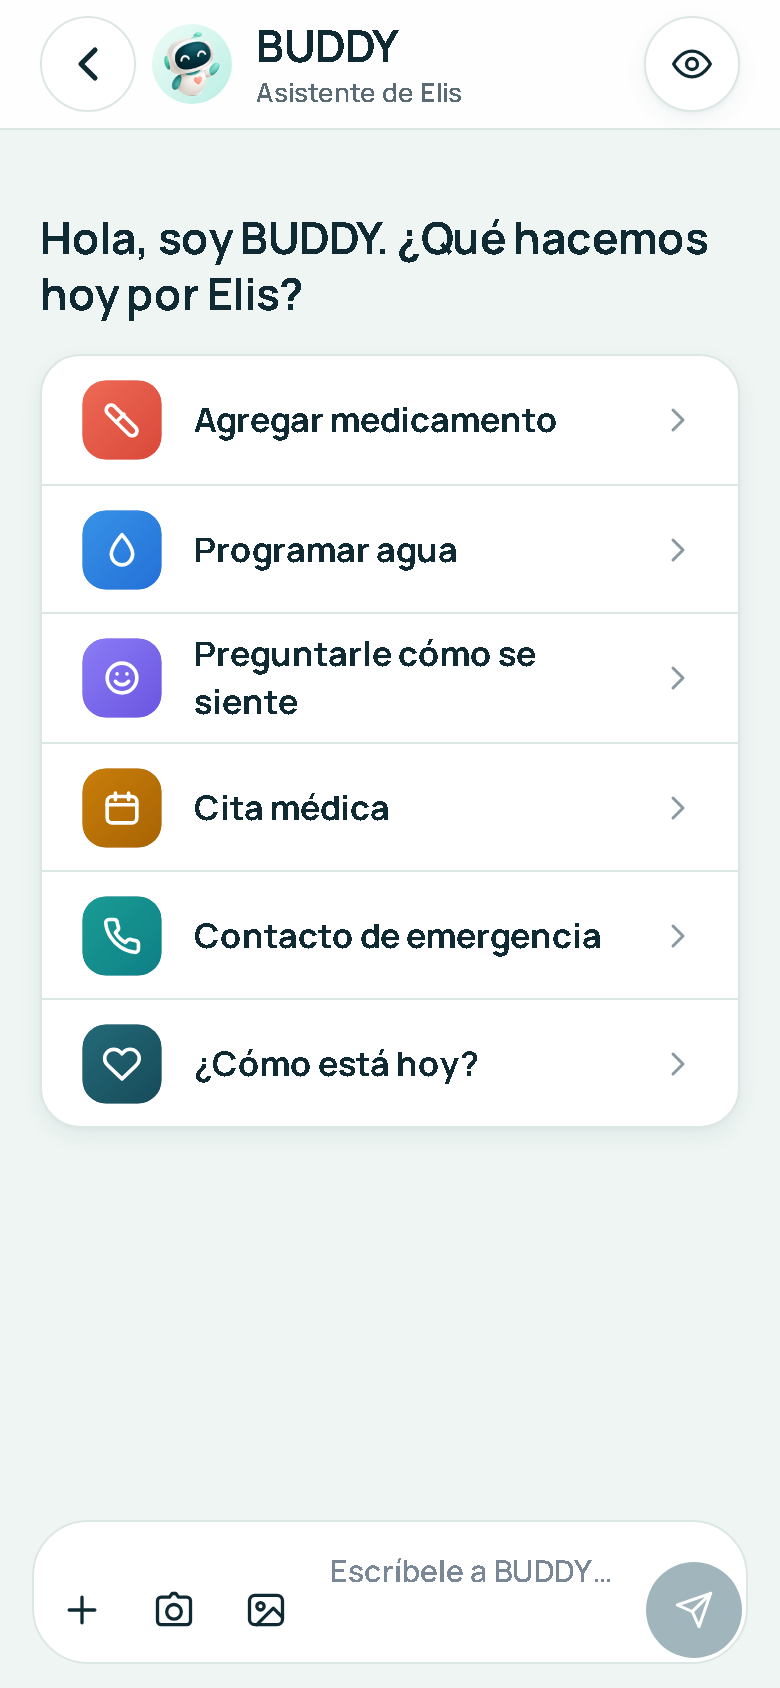 BUDDY
Asistente de Elis
Hola, soy BUDDY. ¿Qué hacemos
hoy por Elis?
Agregar medicamento
Programar agua
Preguntarle cómo se
siente
Cita médica
Contacto de emergencia
¿Cómo está hoy?
Escríbele a BUDDY...